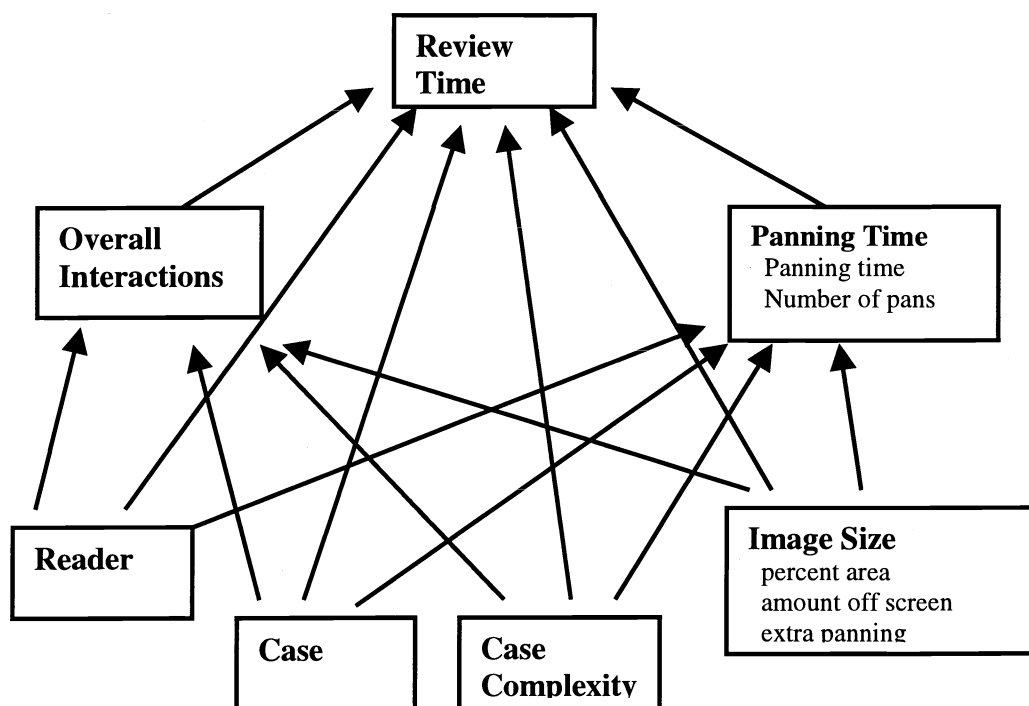 Review
Time
Overall
Interactions
Panning Time
Panning time
Number of pans
Reader
Image Size
percent area
amount off screen
extra panning
Case
Case
Complexity